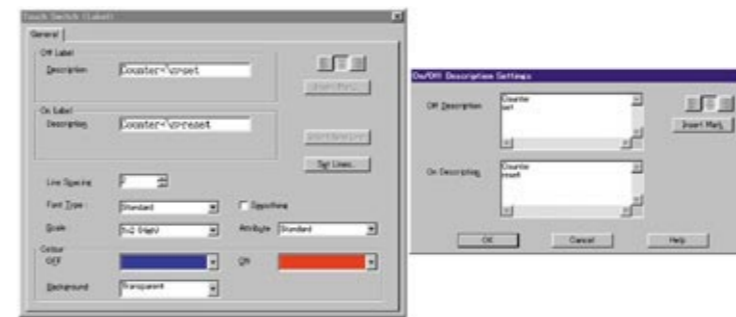 Touch Switch (Label)
General
Off Label
Description
Counter<\n>set
Insert Mark...
On Label
Description
Counter<\n>reset
Set Lines...
Line Spacing
Font Type:
Standard
Smoothing
Scale
1x2 (High)
Attribute
Standard
Colour
OFF
ON
Background
Transparent
On/Off Description Settings
Off Description
Counter
set
Insert Mark
On Description
Counter
reset
OK
Cancel
Help